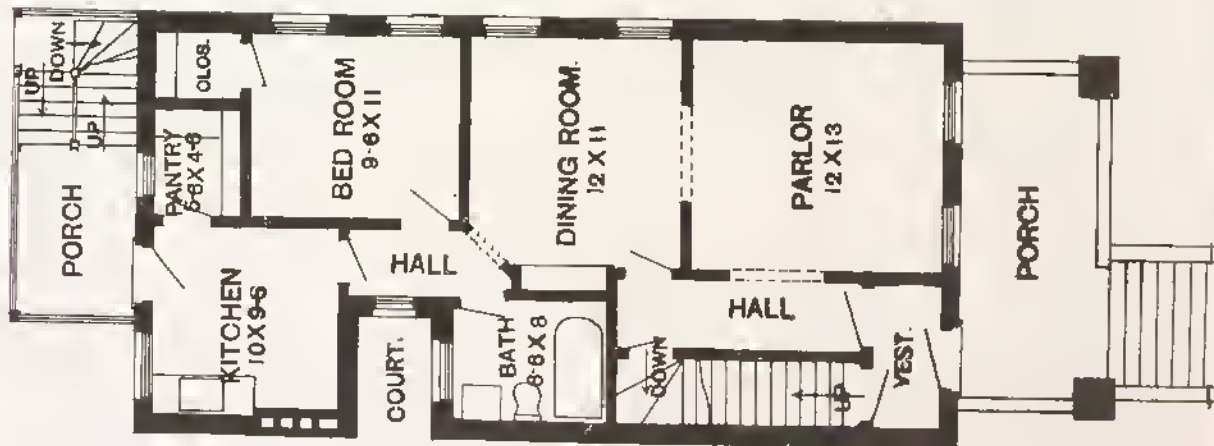 DOWN
UP
UP
PORCH
CLOS.
PANTRY
5-6 X 4-6
BED ROOM
9-6 X 11
DINING ROOM.
12 X 11
PARLOR
12 X 13
PORCH
KITCHEN
10 X 9-6
HALL
COURT.
BATH
8-6 X 8
HALL
DOWN
UP
VEST.